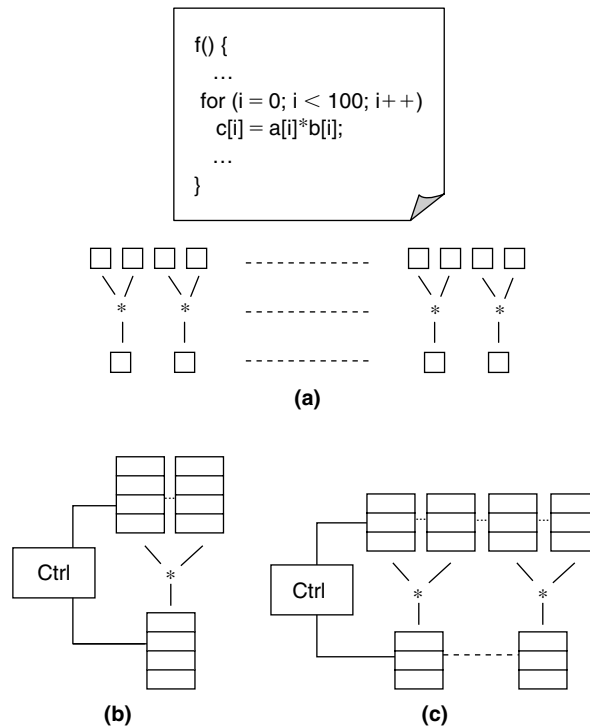 f() {
...
for (i = 0; i < 100; i++)
c[i] = a[i]*b[i];
...
}
* * * *
(a)
Ctrl
*
(b)
Ctrl
* *
(c)